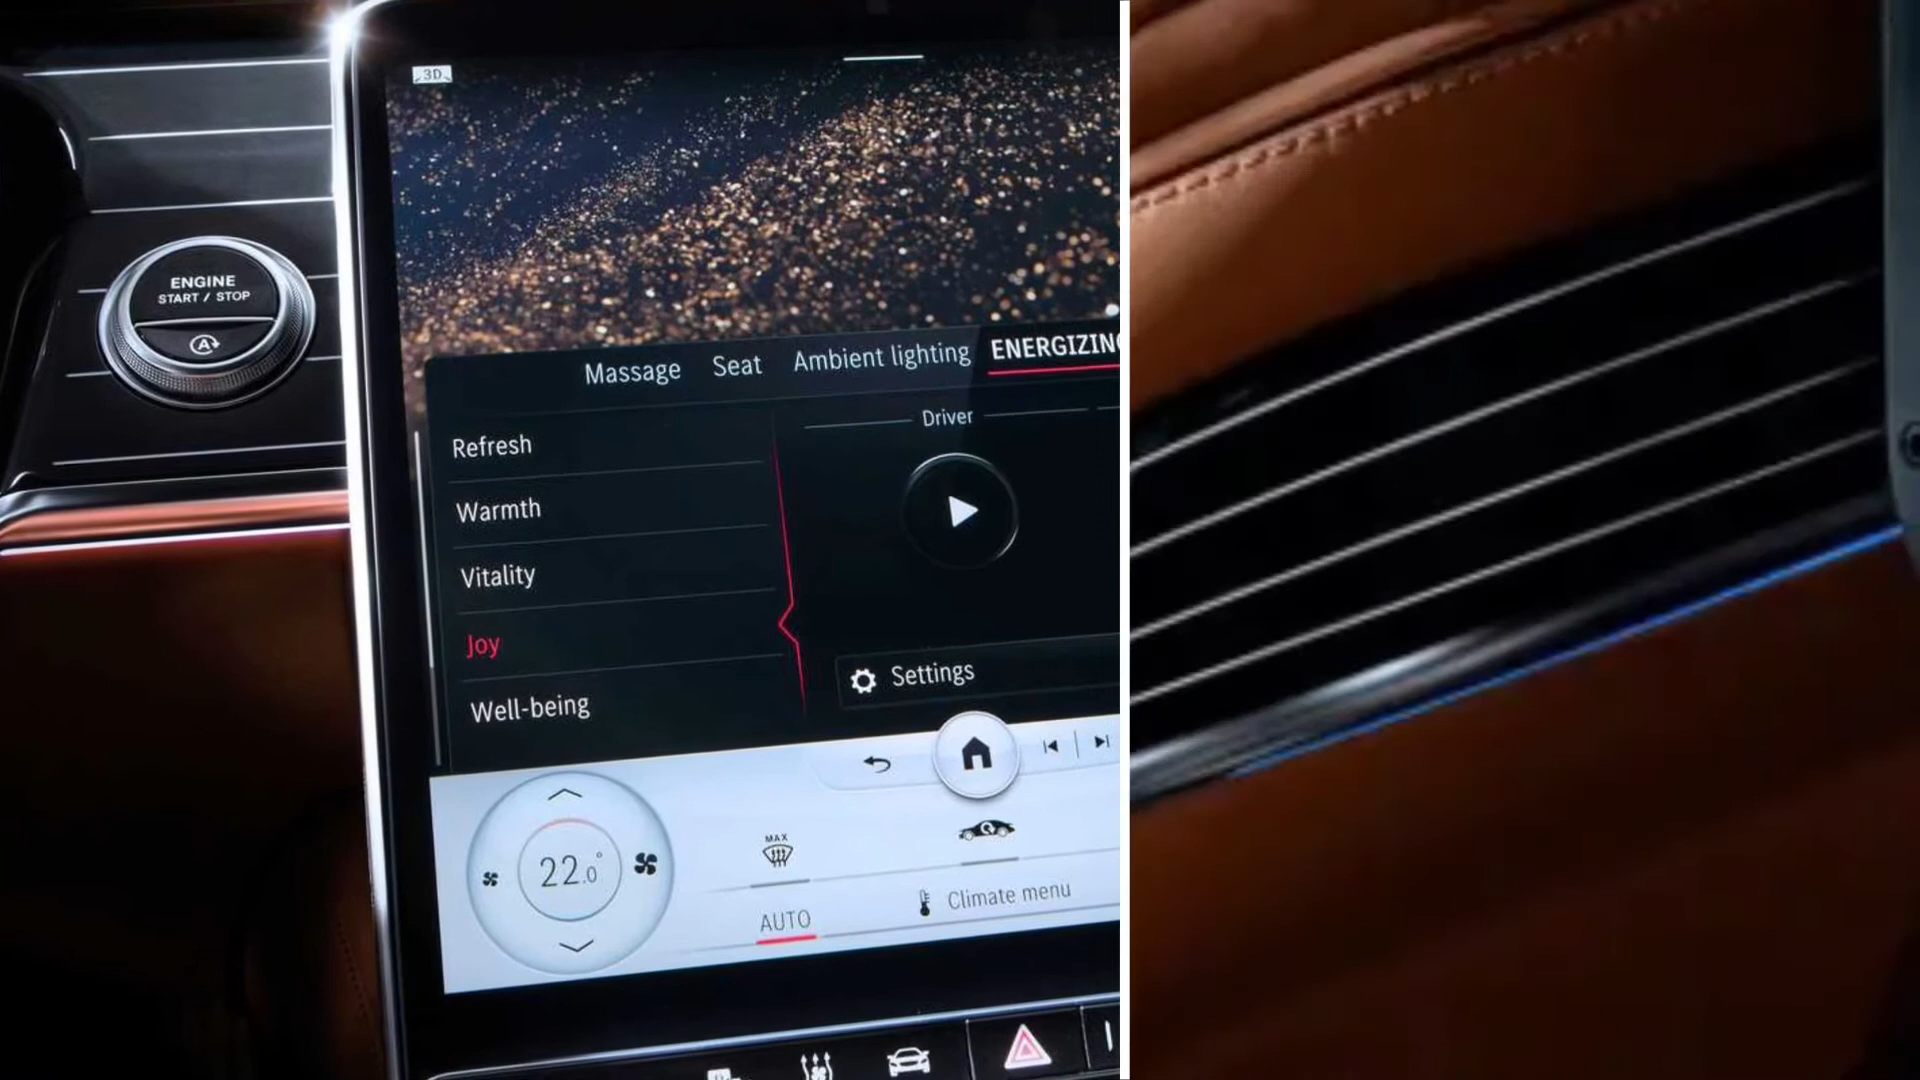 3D
ENGINE
START / STOP
A
Massage Seat Ambient lighting ENERGIZING
Driver
Refresh
Warmth
Vitality
Joy
Well-being
Settings
22.0°
MAX
AUTO
Climate menu